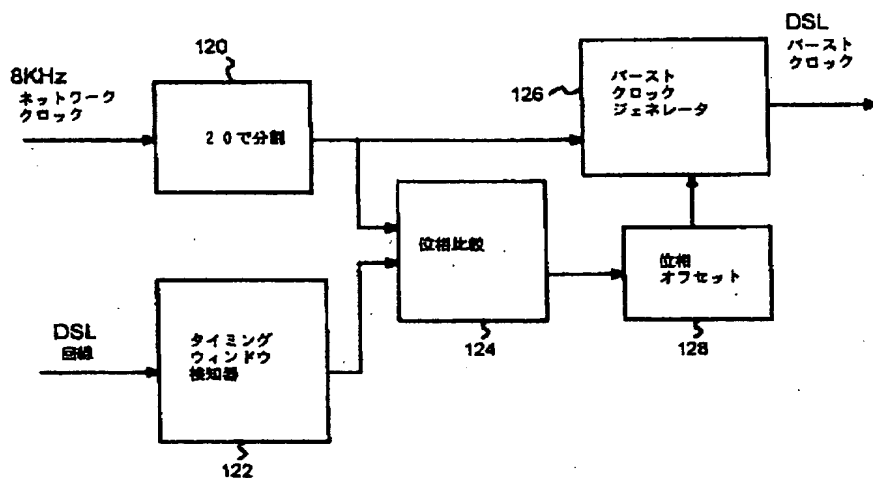 120
8KHz
ネットワーク
クロック
20で分割
126
バースト
クロック
ジェネレータ
DSL
バースト
クロック
位相比較
124
位相
オフセット
128
DSL
回線
タイミング
ウィンドウ
検知器
122